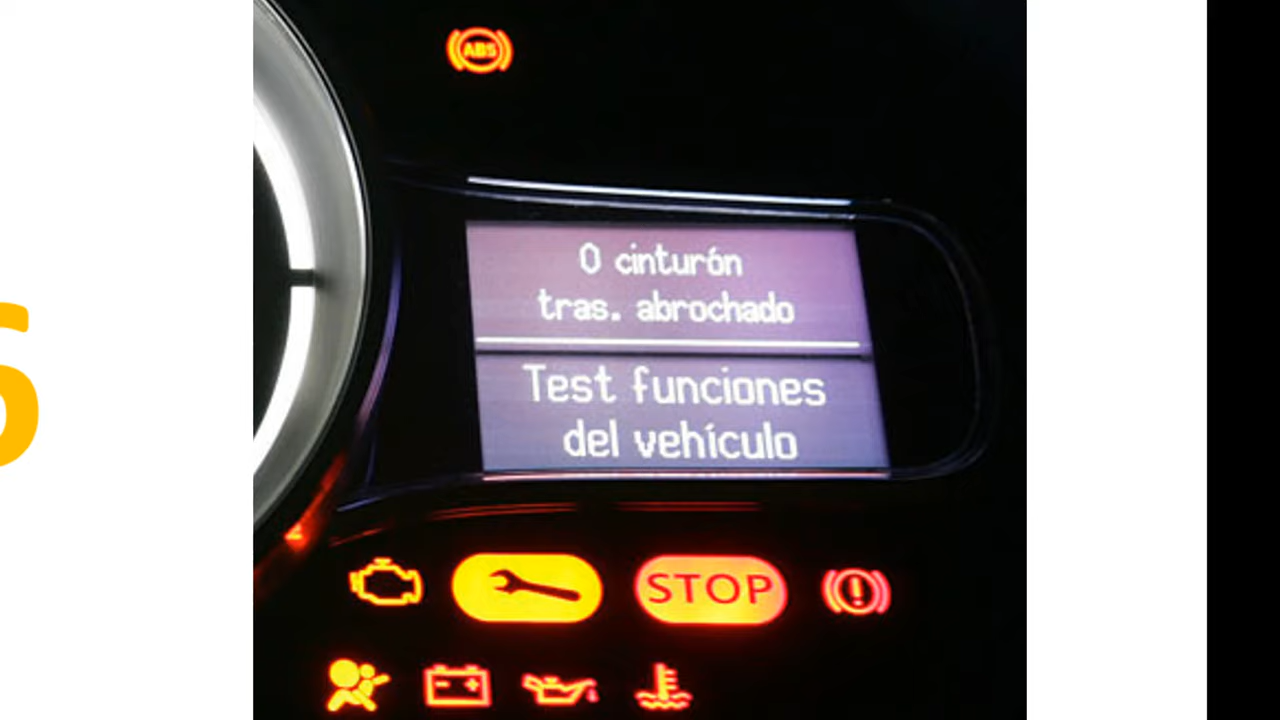 ABS
0 cinturón
tras. abrochado
Test funciones
del vehículo
STOP